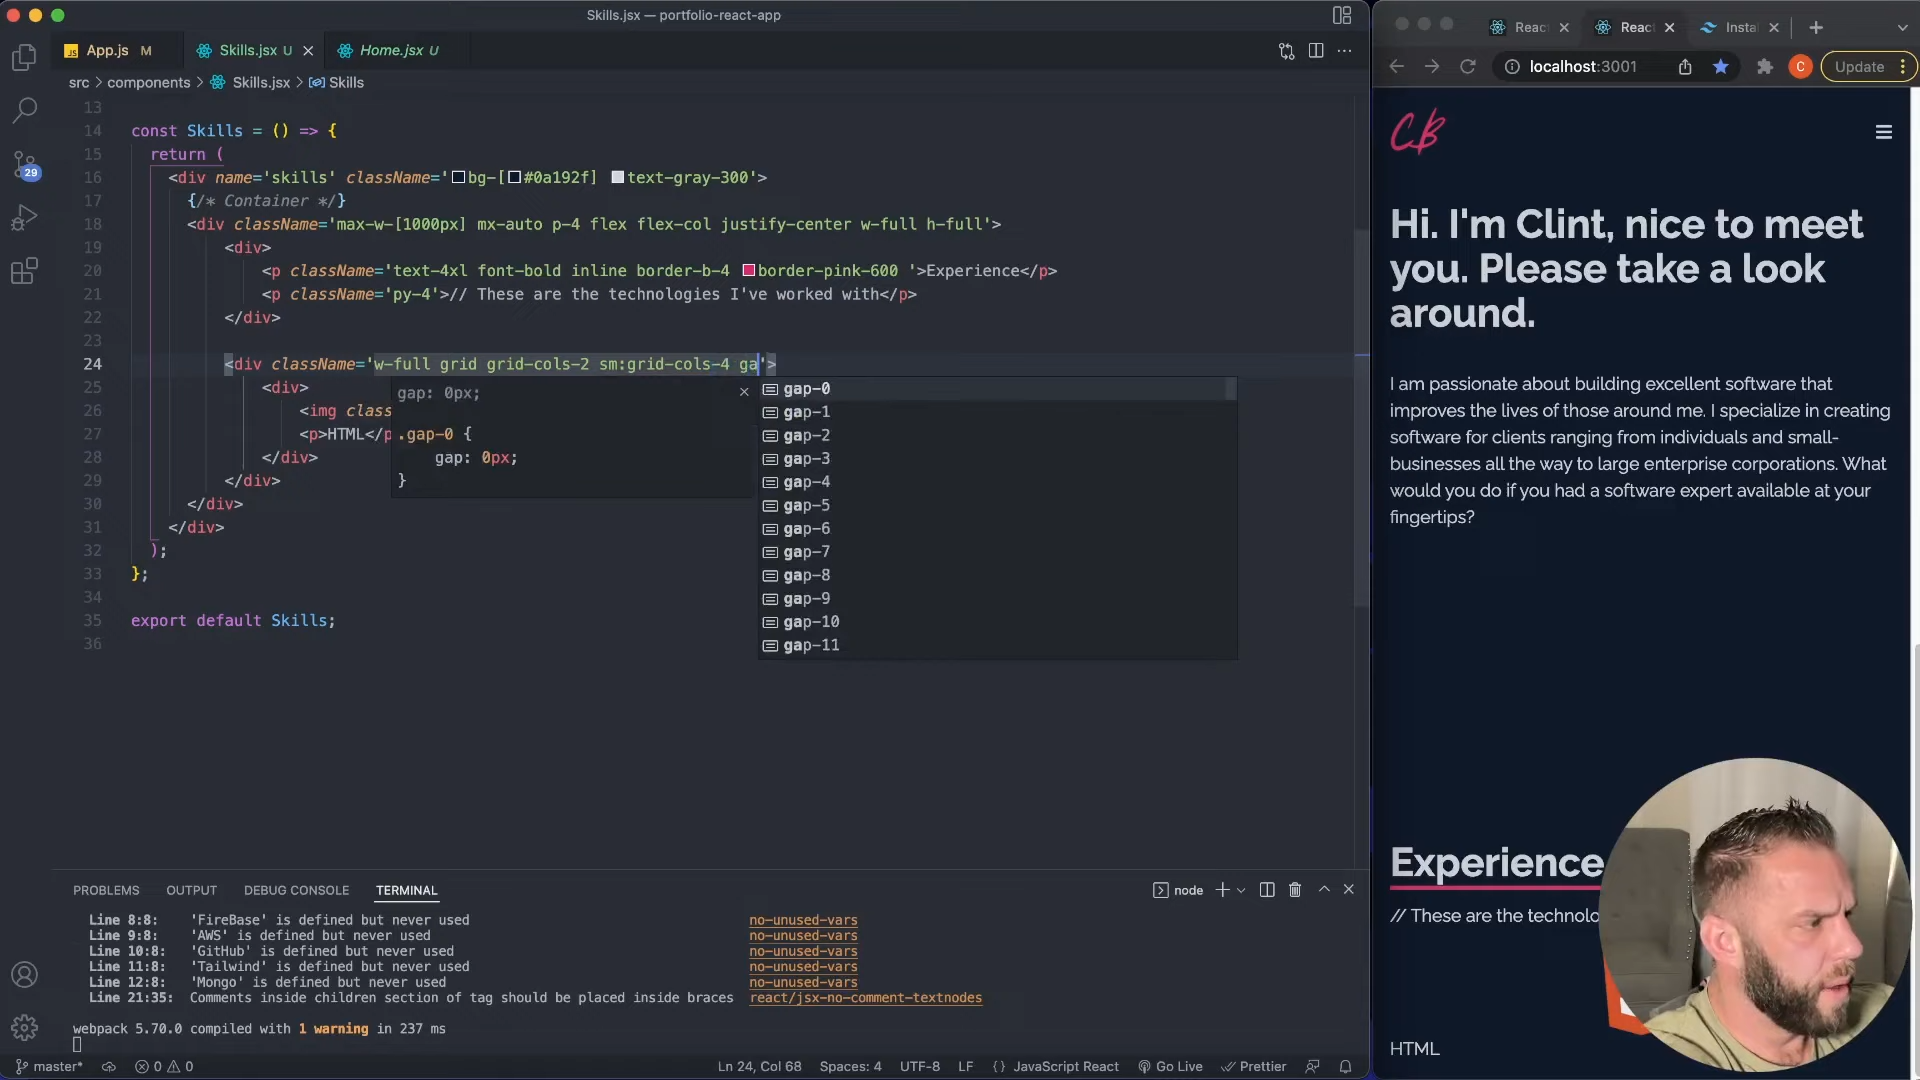 Skills.jsx — portfolio-react-app
App.js M
Skills.jsx U
Home.jsx U
src > components > Skills.jsx > Skills
13
14 const Skills = () => {
15 return (
16 <div name='skills' className='bg-[#0a192f] text-gray-300'>
17 {/* Container */}
18 <div className='max-w-[1000px] mx-auto p-4 flex flex-col justify-center w-full h-full'>
19 <div>
20 <p className='text-4xl font-bold inline border-b-4 border-pink-600 '>Experience</p>
21 <p className='py-4'>// These are the technologies I've worked with</p>
22 </div>
23
24 <div className='w-full grid grid-cols-2 sm:grid-cols-4 ga'>
25 <div>
26 <img class
27 <p>HTML</p
28 </div>
29 </div>
30 </div>
31 </div>
32 );
33 };
34
35 export default Skills;
36
gap: 0px;
.gap-0 {
gap: 0px;
}
gap-0
gap-1
gap-2
gap-3
gap-4
gap-5
gap-6
gap-7
gap-8
gap-9
gap-10
gap-11
29
PROBLEMS OUTPUT DEBUG CONSOLE TERMINAL
node
Line 8:8: 'FireBase' is defined but never used no-unused-vars
Line 9:8: 'AWS' is defined but never used no-unused-vars
Line 10:8: 'GitHub' is defined but never used no-unused-vars
Line 11:8: 'Tailwind' is defined but never used no-unused-vars
Line 12:8: 'Mongo' is defined but never used no-unused-vars
Line 21:35: Comments inside children section of tag should be placed inside braces react/jsx-no-comment-textnodes
webpack 5.70.0 compiled with 1 warning in 237 ms
master* 0 0 Ln 24, Col 68 Spaces: 4 UTF-8 LF {} JavaScript React Go Live Prettier
React
React
Insta
localhost:3001
C
Update
CB
Hi. I'm Clint, nice to meet
you. Please take a look
around.
I am passionate about building excellent software that
improves the lives of those around me. I specialize in creating
software for clients ranging from individuals and small-
businesses all the way to large enterprise corporations. What
would you do if you had a software expert available at your
fingertips?
Experience
// These are the technolo
HTML